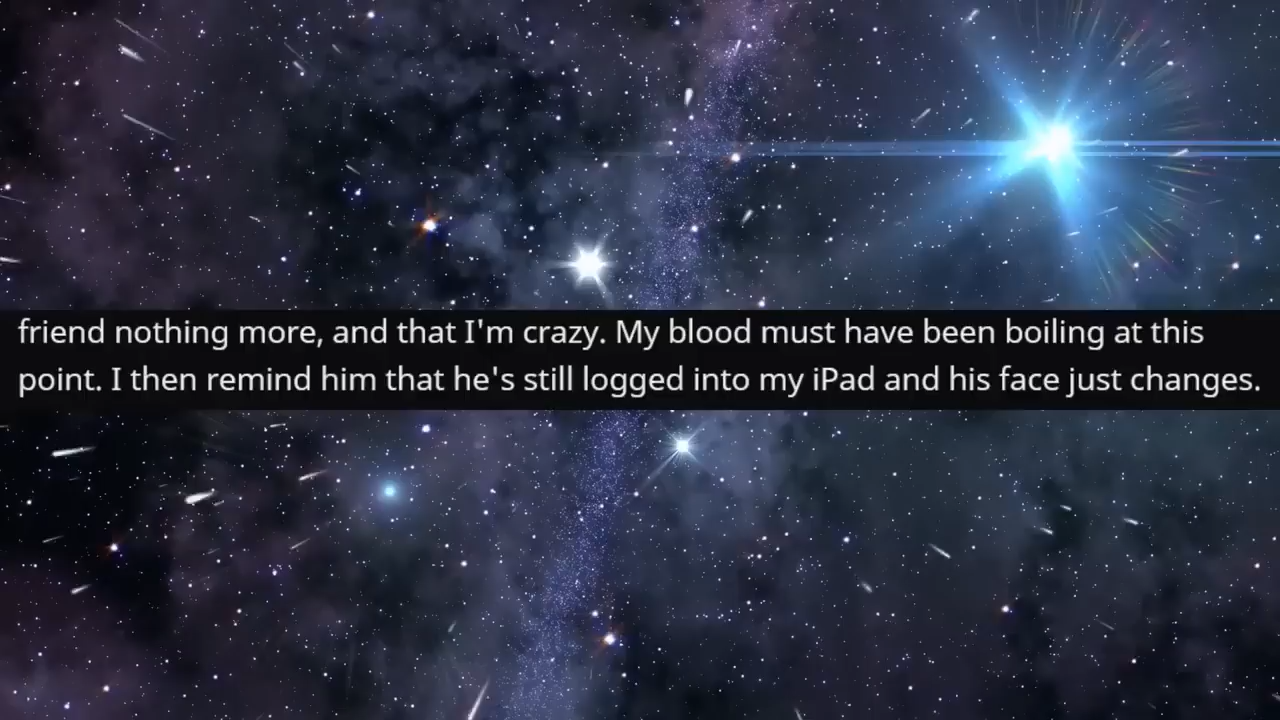 friend nothing more, and that I'm crazy. My blood must have been boiling at this
point. I then remind him that he's still logged into my iPad and his face just changes.